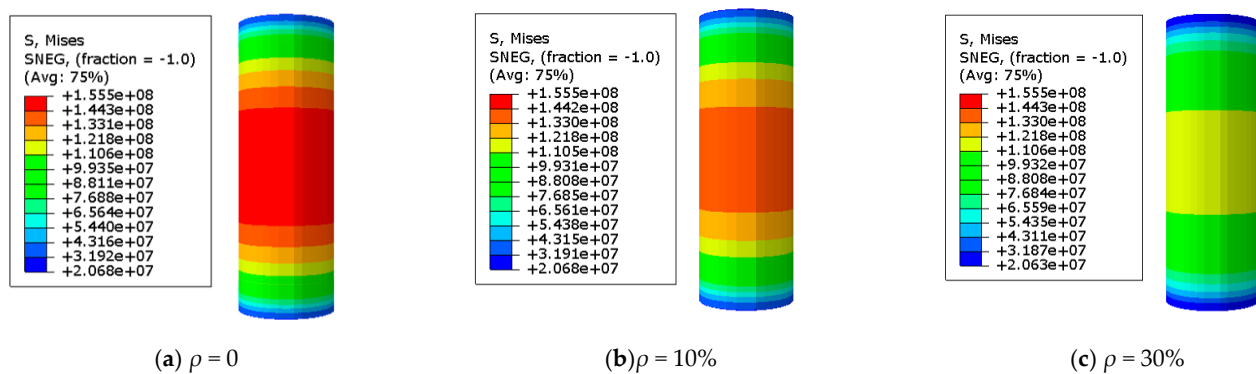 S, Mises
SNEG, (fraction = -1.0)
(Avg: 75%)
+1.555e+08
+1.443e+08
+1.331e+08
+1.218e+08
+1.106e+08
+9.935e+07
+8.811e+07
+7.688e+07
+6.564e+07
+5.440e+07
+4.316e+07
+3.192e+07
+2.068e+07
(a) ρ = 0
S, Mises
SNEG, (fraction = -1.0)
(Avg: 75%)
+1.555e+08
+1.442e+08
+1.330e+08
+1.218e+08
+1.105e+08
+9.931e+07
+8.808e+07
+7.685e+07
+6.561e+07
+5.438e+07
+4.315e+07
+3.191e+07
+2.068e+07
(b)ρ = 10%
S, Mises
SNEG, (fraction = -1.0)
(Avg: 75%)
+1.555e+08
+1.443e+08
+1.330e+08
+1.218e+08
+1.106e+08
+9.932e+07
+8.808e+07
+7.684e+07
+6.559e+07
+5.435e+07
+4.311e+07
+3.187e+07
+2.063e+07
(c) ρ = 30%